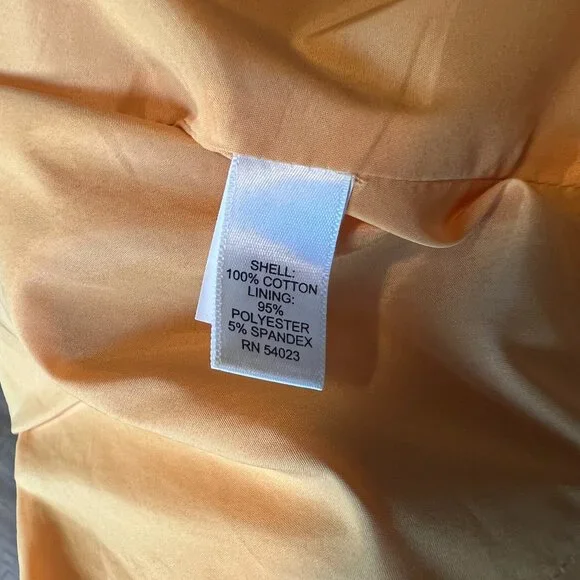 SHELL:
100% COTTON
LINING:
95%
POLYESTER
5% SPANDEX
RN 54023